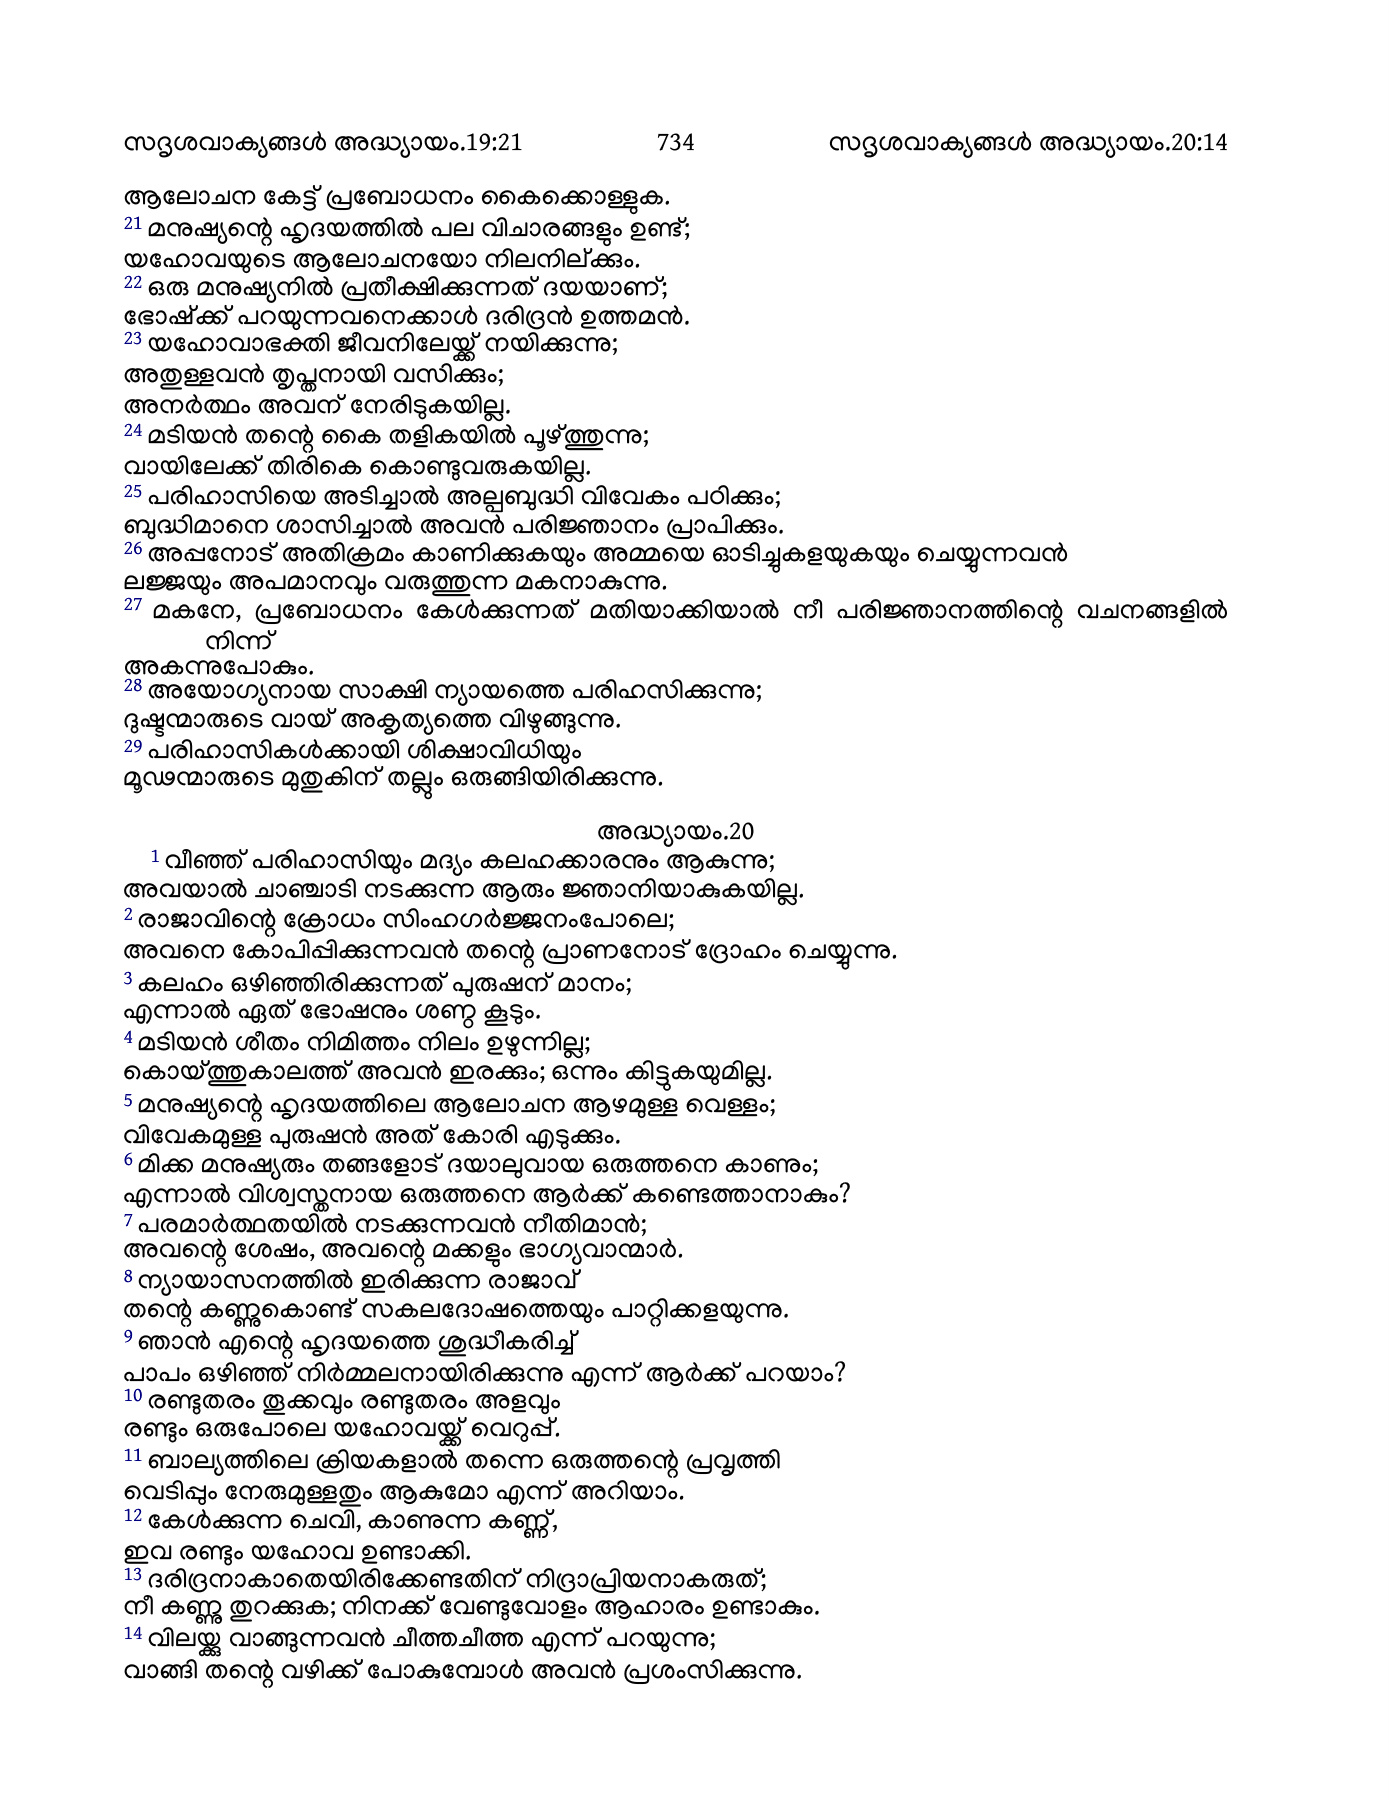 സദൃശവാക്യങ്ങൾ അദ്ധ്യായം.19:21 734 സദൃശവാക്യങ്ങൾ അദ്ധ്യായം.20:14
ആലോചന കേട്ട് പ്രബോധനം കൈക്കൊള്ളുക.
21 മനുഷ്യന്റെ ഹൃദയത്തിൽ പല വിചാരങ്ങളും ഉണ്ട്;
യഹോവയുടെ ആലോചനയോ നിലനില്ക്കും.
22 ഒരു മനുഷ്യനിൽ പ്രതീക്ഷിക്കുന്നത് ദയയാണ്;
ഭോഷ്ക്ക് പറയുന്നവനെക്കാൾ ദരിദ്രൻ ഉത്തമൻ.
23 യഹോവാഭക്തി ജീവനിലേയ്ക്ക് നയിക്കുന്നു;
അതുള്ളവൻ തൃപ്തനായി വസിക്കും;
അനർത്ഥം അവന് നേരിടുകയില്ല.
24 മടിയൻ തന്റെ കൈ തളികയിൽ പൂഴ്ത്തുന്നു;
വായിലേക്ക് തിരികെ കൊണ്ടുവരുകയില്ല.
25 പരിഹാസിയെ അടിച്ചാൽ അല്പബുദ്ധി വിവേകം പഠിക്കും;
ബുദ്ധിമാനെ ശാസിച്ചാൽ അവൻ പരിജ്ഞാനം പ്രാപിക്കും.
26 അപ്പനോട് അതിക്രമം കാണിക്കുകയും അമ്മയെ ഓടിച്ചുകളയുകയും ചെയ്യുന്നവൻ
ലജ്ജയും അപമാനവും വരുത്തുന്ന മകനാകുന്നു.
27 മകനേ, പ്രബോധനം കേൾക്കുന്നത് മതിയാക്കിയാൽ നീ പരിജ്ഞാനത്തിന്റെ വചനങ്ങളിൽ
നിന്ന്
അകന്നുപോകും.
28 അയോഗ്യനായ സാക്ഷി ന്യായത്തെ പരിഹസിക്കുന്നു;
ദുഷ്ടന്മാരുടെ വായ് അകൃത്യത്തെ വിഴുങ്ങുന്നു.
29 പരിഹാസികൾക്കായി ശിക്ഷാവിധിയും
മൂഢന്മാരുടെ മുതുകിന് തല്ലും ഒരുങ്ങിയിരിക്കുന്നു.
അദ്ധ്യായം.20
1 വീഞ്ഞ് പരിഹാസിയും മദ്യം കലഹക്കാരനും ആകുന്നു;
അവയാൽ ചാഞ്ചാടി നടക്കുന്ന ആരും ജ്ഞാനിയാകുകയില്ല.
2 രാജാവിന്റെ ക്രോധം സിംഹഗർജ്ജനംപോലെ;
അവനെ കോപിപ്പിക്കുന്നവൻ തന്റെ പ്രാണനോട് ദ്രോഹം ചെയ്യുന്നു.
3 കലഹം ഒഴിഞ്ഞിരിക്കുന്നത് പുരുഷന് മാനം;
എന്നാൽ ഏത് ഭോഷനും ശണ്ഠ കൂടും.
4 മടിയൻ ശീതം നിമിത്തം നിലം ഉഴുന്നില്ല;
കൊയ്ത്തുകാലത്ത് അവൻ ഇരക്കും; ഒന്നും കിട്ടുകയുമില്ല.
5 മനുഷ്യന്റെ ഹൃദയത്തിലെ ആലോചന ആഴമുള്ള വെള്ളം;
വിവേകമുള്ള പുരുഷൻ അത് കോരി എടുക്കും.
6 മിക്ക മനുഷ്യരും തങ്ങളോട് ദയാലുവായ ഒരുത്തനെ കാണും;
എന്നാൽ വിശ്വസ്തനായ ഒരുത്തനെ ആർക്ക് കണ്ടെത്താനാകും?
7 പരമാർത്ഥതയിൽ നടക്കുന്നവൻ നീതിമാൻ;
അവന്റെ ശേഷം, അവന്റെ മക്കളും ഭാഗ്യവാന്മാർ.
8 ന്യായാസനത്തിൽ ഇരിക്കുന്ന രാജാവ്
തന്റെ കണ്ണുകൊണ്ട് സകലദോഷത്തെയും പാറ്റിക്കളയുന്നു.
9 ഞാൻ എന്റെ ഹൃദയത്തെ ശുദ്ധീകരിച്ച്
പാപം ഒഴിഞ്ഞ് നിർമ്മലനായിരിക്കുന്നു എന്ന് ആർക്ക് പറയാം?
10 രണ്ടുതരം തൂക്കവും രണ്ടുതരം അളവും
രണ്ടും ഒരുപോലെ യഹോവയ്ക്ക് വെറുപ്പ്.
11 ബാല്യത്തിലെ ക്രിയകളാൽ തന്നെ ഒരുത്തന്റെ പ്രവൃത്തി
വെടിപ്പും നേരുമുള്ളതും ആകുമോ എന്ന് അറിയാം.
12 കേൾക്കുന്ന ചെവി, കാണുന്ന കണ്ണ്,
ഇവ രണ്ടും യഹോവ ഉണ്ടാക്കി.
13 ദരിദ്രനാകാതെയിരിക്കേണ്ടതിന് നിദ്രാപ്രിയനാകരുത്;
നീ കണ്ണു തുറക്കുക; നിനക്ക് വേണ്ടുവോളം ആഹാരം ഉണ്ടാകും.
14 വിലയ്ക്കു വാങ്ങുന്നവൻ ചീത്തചീത്ത എന്ന് പറയുന്നു;
വാങ്ങി തന്റെ വഴിക്ക് പോകുമ്പോൾ അവൻ പ്രശംസിക്കുന്നു.